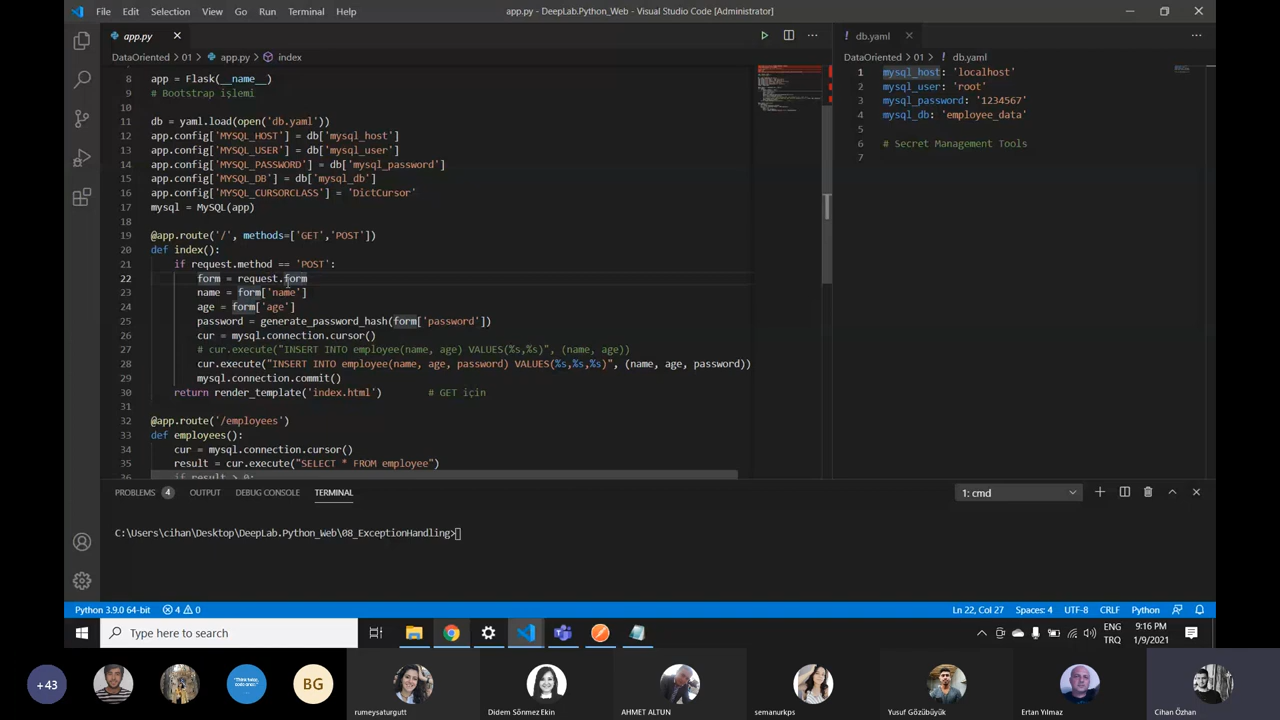 File Edit Selection View Go Run Terminal Help
app.py - DeepLab.Python_Web - Visual Studio Code [Administrator]
app.py
db.yaml
DataOriented > 01 > app.py > index
DataOriented > 01 > db.yaml
8 app = Flask(__name__)
9 # Bootstrap işlemi
10
11 db = yaml.load(open('db.yaml'))
12 app.config['MYSQL_HOST'] = db['mysql_host']
13 app.config['MYSQL_USER'] = db['mysql_user']
14 app.config['MYSQL_PASSWORD'] = db['mysql_password']
15 app.config['MYSQL_DB'] = db['mysql_db']
16 app.config['MYSQL_CURSORCLASS'] = 'DictCursor'
17 mysql = MySQL(app)
18
19 @app.route('/', methods=['GET','POST'])
20 def index():
21 if request.method == 'POST':
22 form = request.form
23 name = form['name']
24 age = form['age']
25 password = generate_password_hash(form['password'])
26 cur = mysql.connection.cursor()
27 # cur.execute("INSERT INTO employee(name, age) VALUES(%s,%s)", (name, age))
28 cur.execute("INSERT INTO employee(name, age, password) VALUES(%s,%s,%s)", (name, age, password))
29 mysql.connection.commit()
30 return render_template('index.html') # GET için
31
32 @app.route('/employees')
33 def employees():
34 cur = mysql.connection.cursor()
35 result = cur.execute("SELECT * FROM employee")
36 if result > 0:
1 mysql_host: 'localhost'
2 mysql_user: 'root'
3 mysql_password: '1234567'
4 mysql_db: 'employee_data'
5
6 # Secret Management Tools
7
PROBLEMS 4 OUTPUT DEBUG CONSOLE TERMINAL
1: cmd
C:\Users\cihan\Desktop\DeepLab.Python_Web\08_ExceptionHandling>
Python 3.9.0 64-bit 4 0
Ln 22, Col 27 Spaces: 4 UTF-8 CRLF Python
Type here to search
ENG
TRQ
9:16 PM
1/9/2021
+43
BG
rumeysaturgutt
Didem Sönmez Ekin
AHMET ALTUN
semanurkps
Yusuf Gözübüyük
Ertan Yılmaz
Cihan Özhan